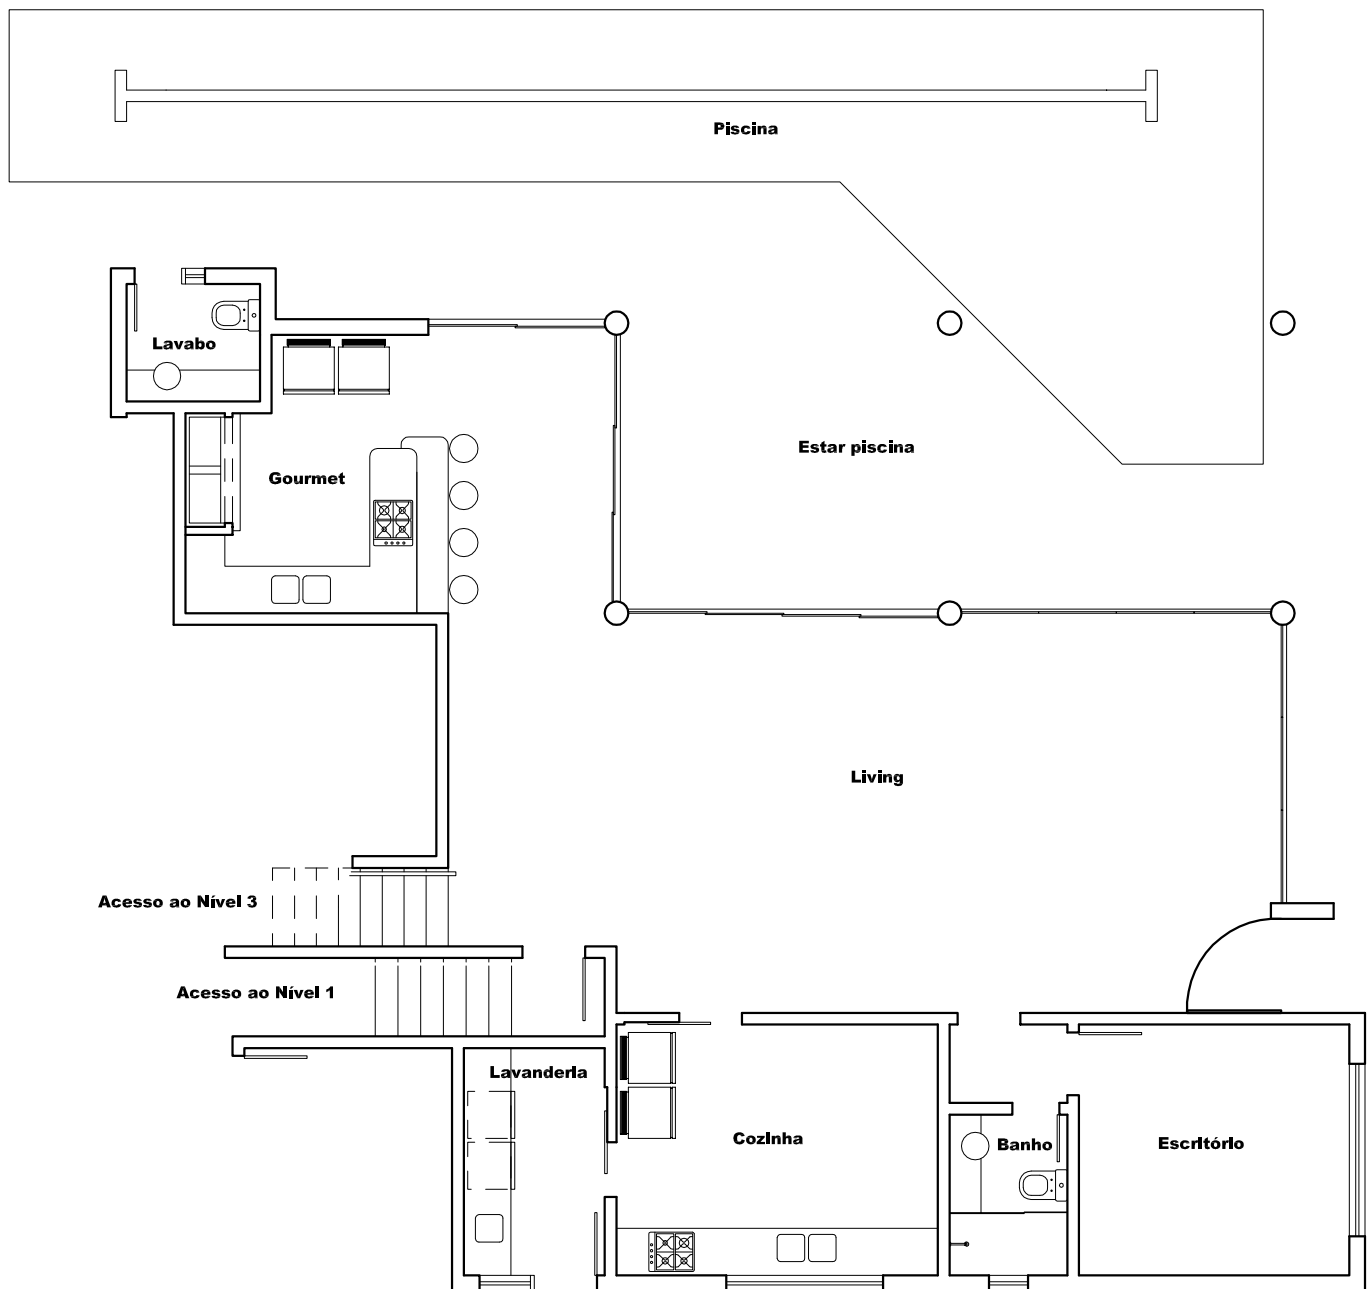 Piscina
Lavabo
Estar piscina
Gourmet
Living
Acesso ao Nível 3
Acesso ao Nível 1
Lavanderia
Cozinha
Banho
Escritório